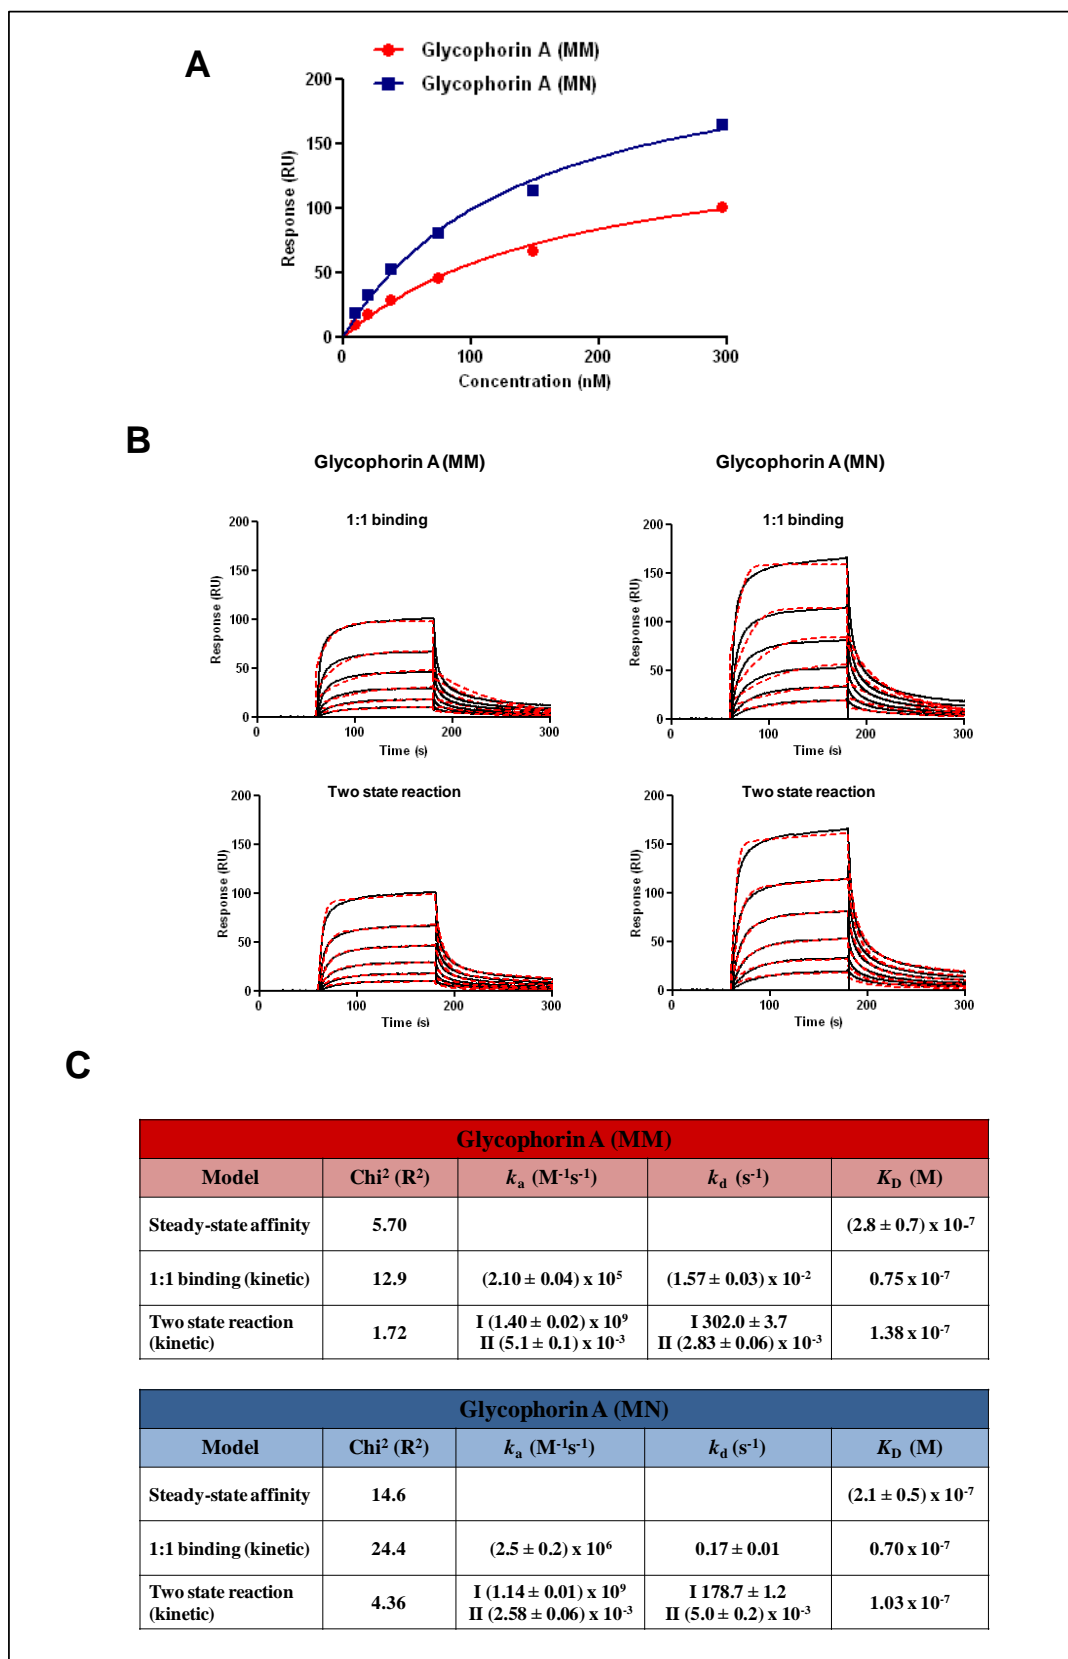 A
Glycophorin A (MM)
Glycophorin A (MN)
200
150
100
50
0
Response (RU)
0 100 200 300
Concentration (nM)
B
Glycophorin A (MM) Glycophorin A (MN)
1:1 binding
200
150
100
50
0
Response (RU)
0 100 200 300
Time (s)
1:1 binding
200
150
100
50
0
Response (RU)
0 100 200 300
Time (s)
Two state reaction
200
150
100
50
0
Response (RU)
0 100 200 300
Time (s)
Two state reaction
200
150
100
50
0
Response (RU)
0 100 200 300
Time (s)
C
Glycophorin A (MM)
Model Chi² (R²) kₐ (M⁻¹s⁻¹) k_d (s⁻¹) K_D (M)
Steady-state affinity 5.70 (2.8 ± 0.7) x 10-⁷
1:1 binding (kinetic) 12.9 (2.10 ± 0.04) x 10⁵ (1.57 ± 0.03) x 10⁻² 0.75 x 10⁻⁷
Two state reaction (kinetic) 1.72 I (1.40 ± 0.02) x 10⁹ I 302.0 ± 3.7 1.38 x 10⁻⁷
II (5.1 ± 0.1) x 10⁻³ II (2.83 ± 0.06) x 10⁻³
Glycophorin A (MN)
Model Chi² (R²) kₐ (M⁻¹s⁻¹) k_d (s⁻¹) K_D (M)
Steady-state affinity 14.6 (2.1 ± 0.5) x 10⁻⁷
1:1 binding (kinetic) 24.4 (2.5 ± 0.2) x 10⁶ 0.17 ± 0.01 0.70 x 10⁻⁷
Two state reaction (kinetic) 4.36 I (1.14 ± 0.01) x 10⁹ I 178.7 ± 1.2 1.03 x 10⁻⁷
II (2.58 ± 0.06) x 10⁻³ II (5.0 ± 0.2) x 10⁻³